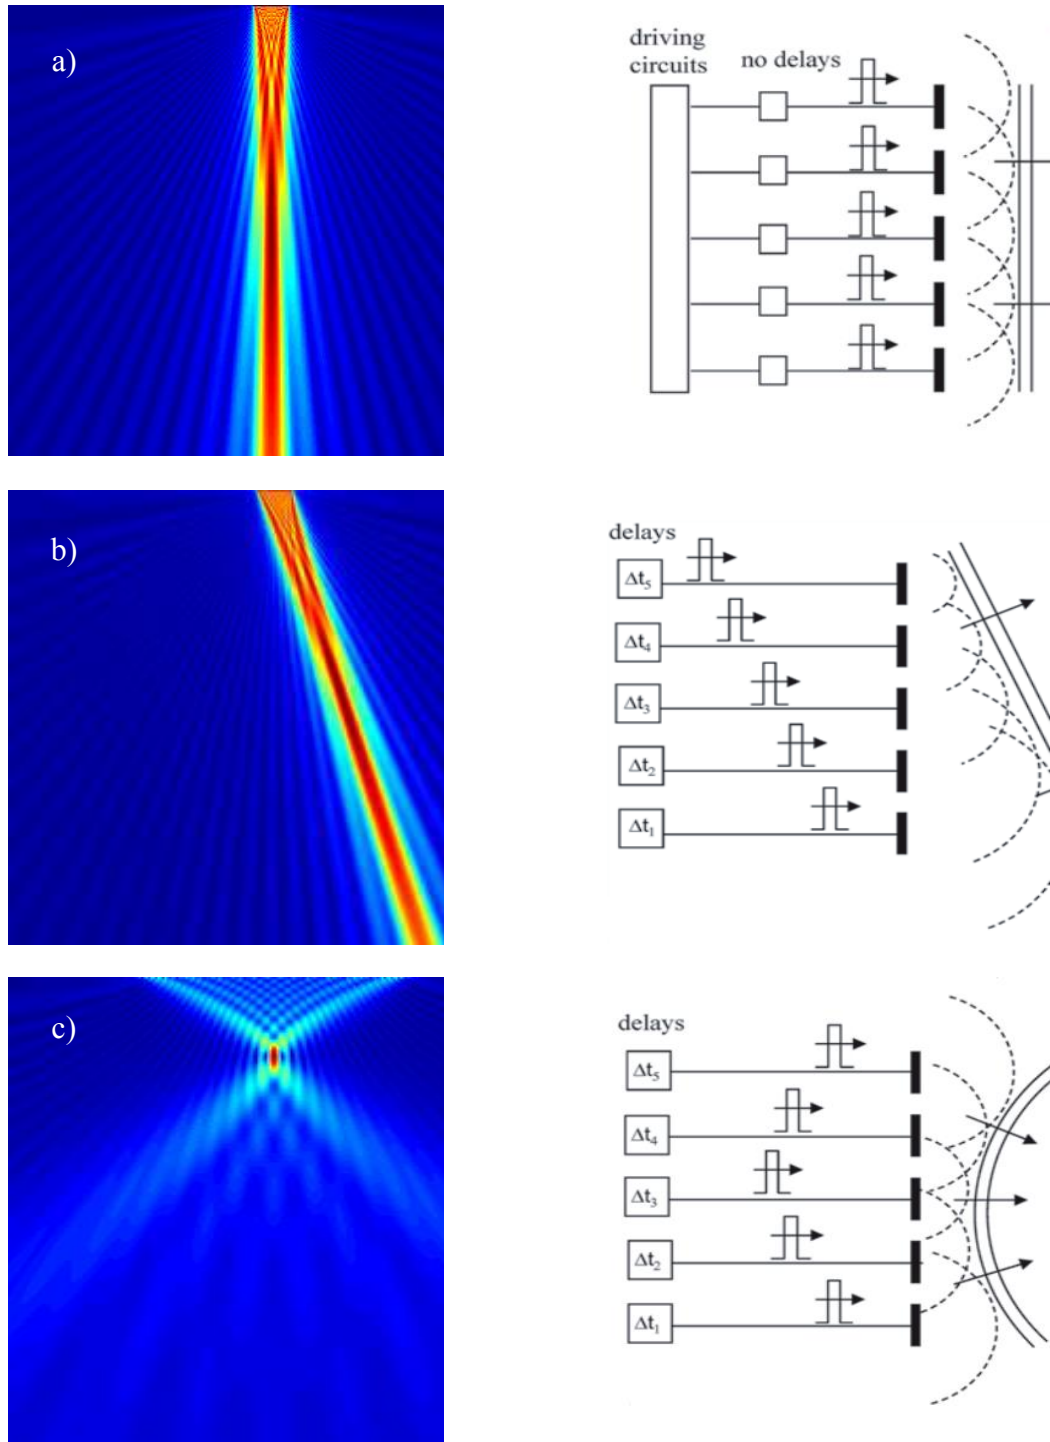 a)
driving
circuits
no delays
b)
delays
Δt₅
Δt₄
Δt₃
Δt₂
Δt₁
c)
delays
Δt₅
Δt₄
Δt₃
Δt₂
Δt₁